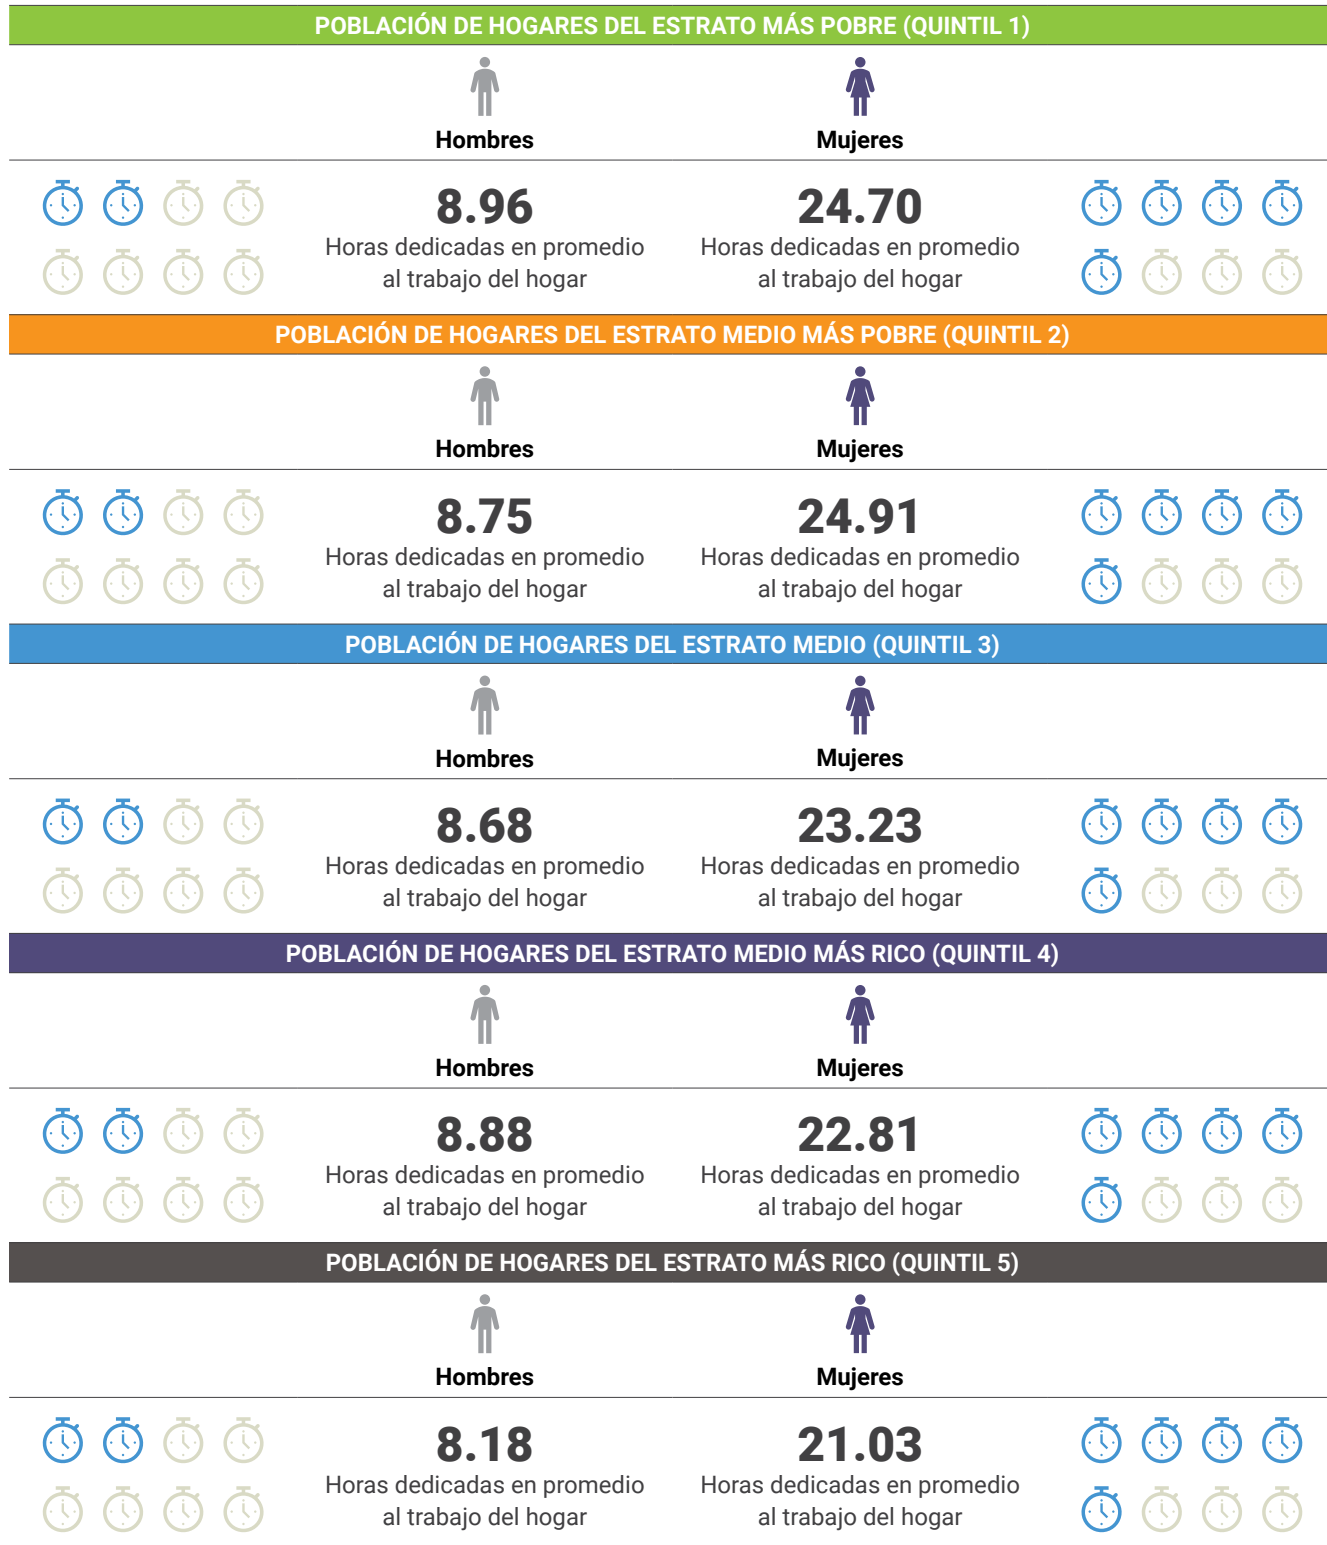 POBLACIÓN DE HOGARES DEL ESTRATO MÁS POBRE (QUINTIL 1)
Hombres
Mujeres
8.96
Horas dedicadas en promedio
al trabajo del hogar
24.70
Horas dedicadas en promedio
al trabajo del hogar
POBLACIÓN DE HOGARES DEL ESTRATO MEDIO MÁS POBRE (QUINTIL 2)
Hombres
Mujeres
8.75
Horas dedicadas en promedio
al trabajo del hogar
24.91
Horas dedicadas en promedio
al trabajo del hogar
POBLACIÓN DE HOGARES DEL ESTRATO MEDIO (QUINTIL 3)
Hombres
Mujeres
8.68
Horas dedicadas en promedio
al trabajo del hogar
23.23
Horas dedicadas en promedio
al trabajo del hogar
POBLACIÓN DE HOGARES DEL ESTRATO MEDIO MÁS RICO (QUINTIL 4)
Hombres
Mujeres
8.88
Horas dedicadas en promedio
al trabajo del hogar
22.81
Horas dedicadas en promedio
al trabajo del hogar
POBLACIÓN DE HOGARES DEL ESTRATO MÁS RICO (QUINTIL 5)
Hombres
Mujeres
8.18
Horas dedicadas en promedio
al trabajo del hogar
21.03
Horas dedicadas en promedio
al trabajo del hogar